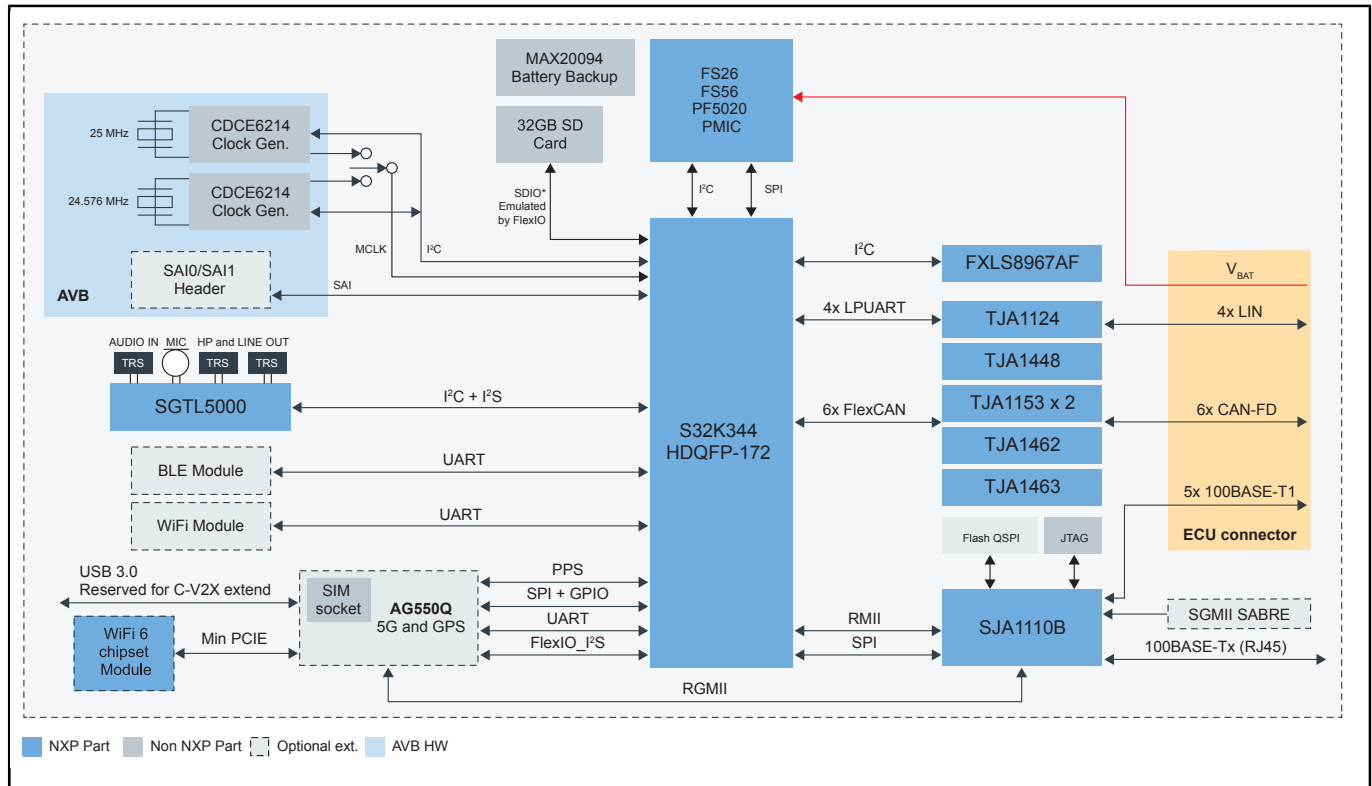 MAX20094
Battery Backup
FS26
FS56
PF5020
PMIC
25 MHz
CDCE6214
Clock Gen.
32GB SD
Card
24.576 MHz
CDCE6214
Clock Gen.
SDIO*
Emulated
by FlexIO
I²C
SPI
MCLK
I²C
SAI0/SAI1
Header
AVB
SAI
I²C
FXLS8967AF
V_BAT
4x LPUART
TJA1124
4x LIN
AUDIO IN
MIC
HP and LINE OUT
TRS
TRS
TRS
SGTL5000
I²C + I²S
S32K344
HDQFP-172
TJA1448
6x FlexCAN
TJA1153 x 2
6x CAN-FD
TJA1462
TJA1463
BLE Module
UART
WiFi Module
UART
5x 100BASE-T1
ECU connector
Flash QSPI
JTAG
USB 3.0
Reserved for C-V2X extend
SIM
socket
AG550Q
5G and GPS
PPS
SPI + GPIO
UART
FlexIO_I²S
WiFi 6
chipset
Module
Min PCIE
RMII
SPI
SJA1110B
SGMII SABRE
100BASE-Tx (RJ45)
RGMII
NXP Part
Non NXP Part
Optional ext.
AVB HW